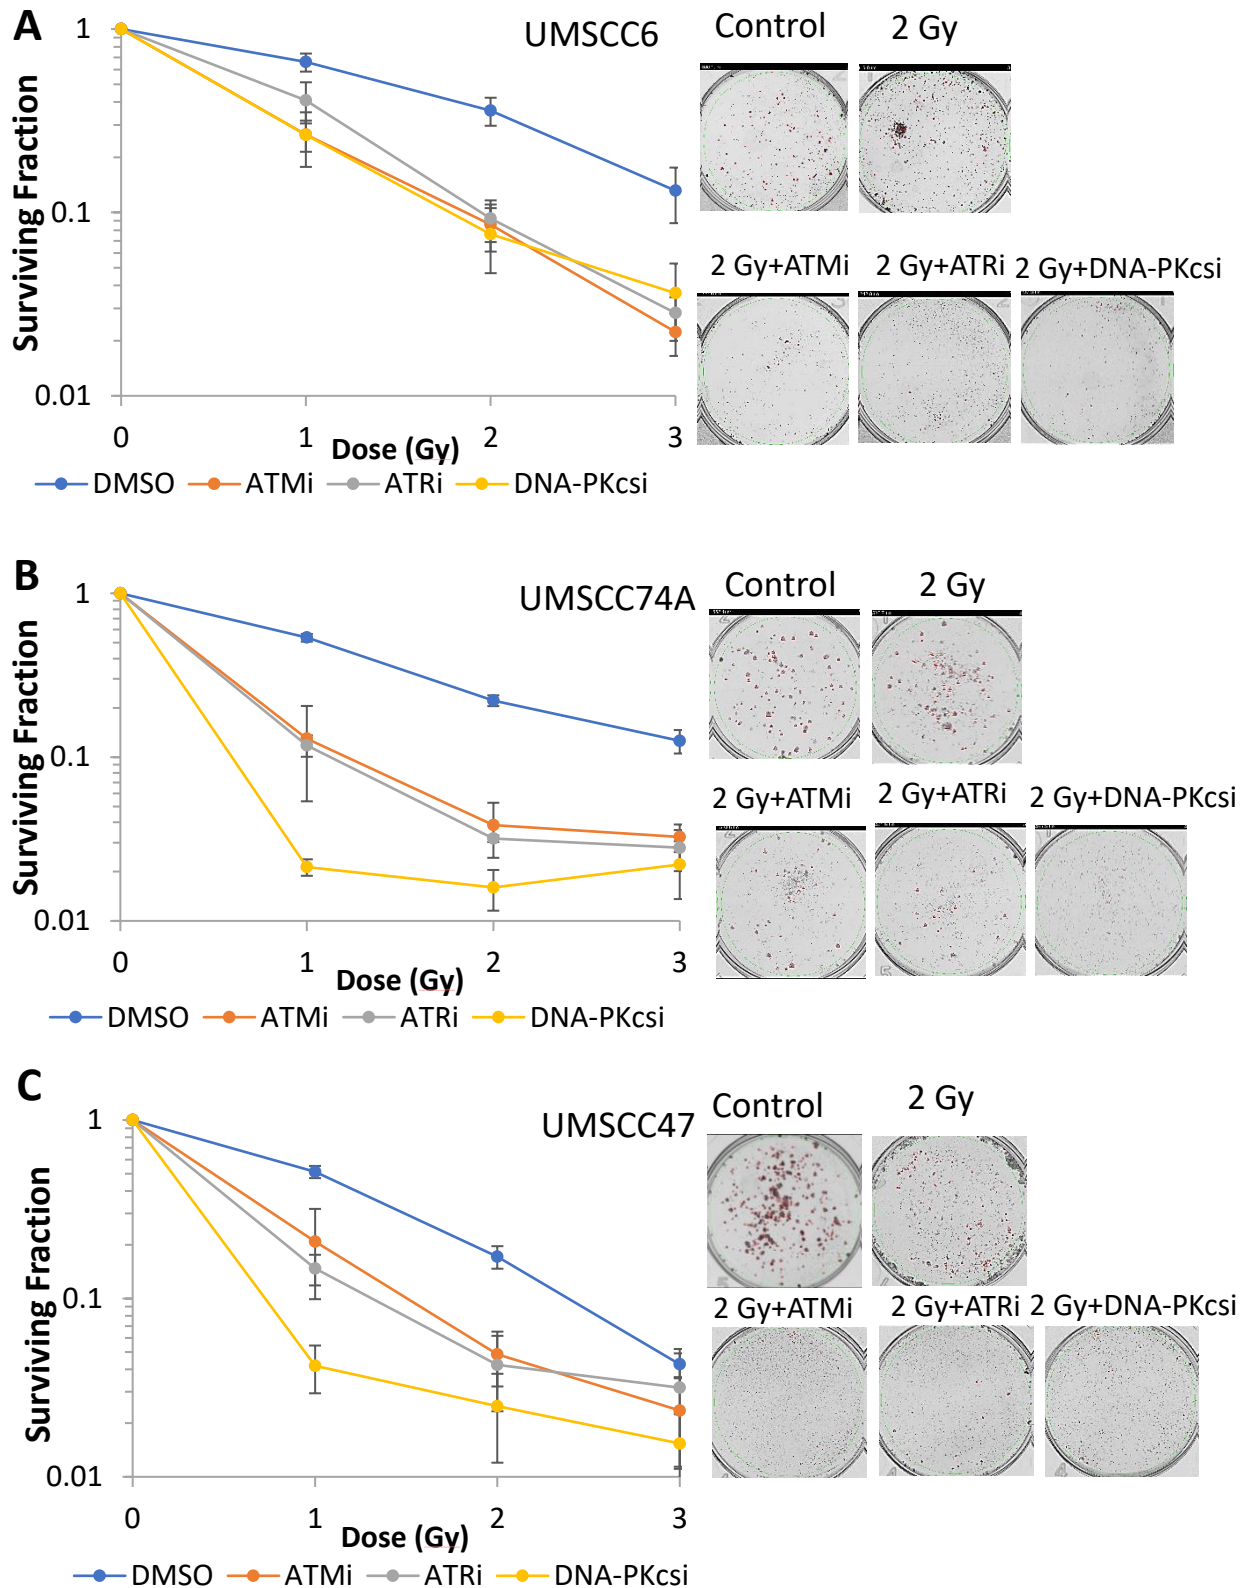 A
UMSCC6
Control
2 Gy
2 Gy+ATMi
2 Gy+ATRi
2 Gy+DNA-PKcsi
Surviving Fraction
1
0.1
0.01
0
1
2
3
Dose (Gy)
DMSO
ATMi
ATRi
DNA-PKcsi
B
UMSCC74A
Control
2 Gy
2 Gy+ATMi
2 Gy+ATRi
2 Gy+DNA-PKcsi
Surviving Fraction
1
0.1
0.01
0
1
2
3
Dose (Gy)
DMSO
ATMi
ATRi
DNA-PKcsi
C
UMSCC47
Control
2 Gy
2 Gy+ATMi
2 Gy+ATRi
2 Gy+DNA-PKcsi
Surviving Fraction
1
0.1
0.01
0
1
2
3
Dose (Gy)
DMSO
ATMi
ATRi
DNA-PKcsi